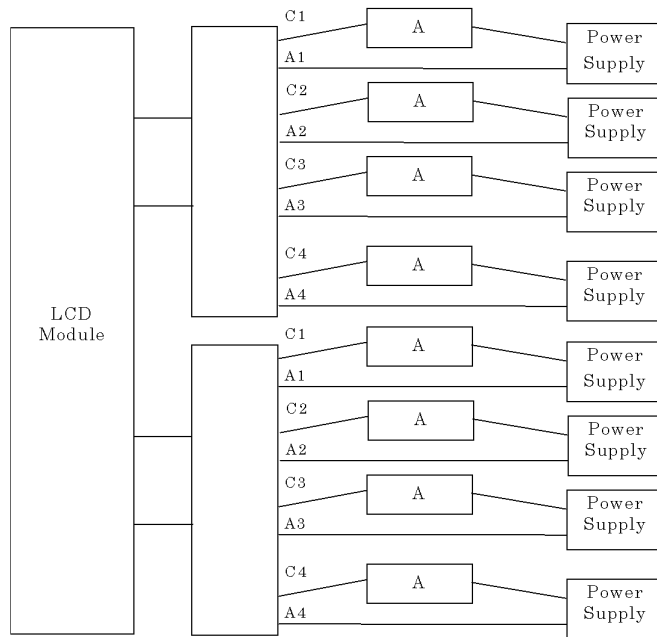 C1
A
Power
Supply
A1
C2
A
Power
Supply
A2
C3
A
Power
Supply
A3
C4
A
Power
Supply
A4
LCD
Module
C1
A
Power
Supply
A1
C2
A
Power
Supply
A2
C3
A
Power
Supply
A3
C4
A
Power
Supply
A4